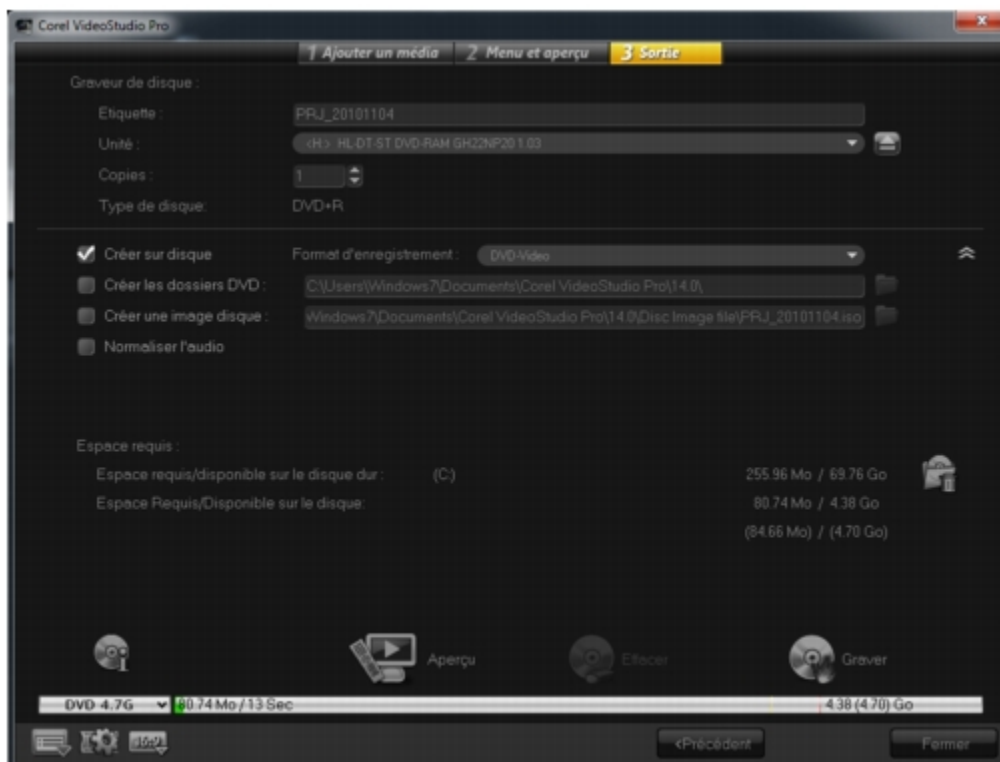 Corel VideoStudio Pro
1 Ajouter un média 2 Menu et aperçu 3 Sortie
Graveur de disque :
Etiquette : PRJ_20101104
Unité : <H:> HL-DT-ST DVD-RAM GH22NP20 1.03
Copies : 1
Type de disque: DVD+R
Créer sur disque Format d'enregistrement : DVD-Video
Créer les dossiers DVD : C:\Users\Windows7\Documents\Corel VideoStudio Pro\14.0\
Créer une image disque : Windows7\Documents\Corel VideoStudio Pro\14.0\Disc Image file\PRJ_20101104.iso
Normaliser l'audio
Espace requis :
Espace requis/disponible sur le disque dur : (C:) 255.96 Mo / 69.76 Go
Espace Requis/Disponible sur le disque: 80.74 Mo / 4.38 Go
(84.66 Mo) / (4.70 Go)
Aperçu Effacer Graver
DVD 4.7G 80.74 Mo / 13 Sec 4.38 (4.70) Go
16:9 <Précédent Fermer